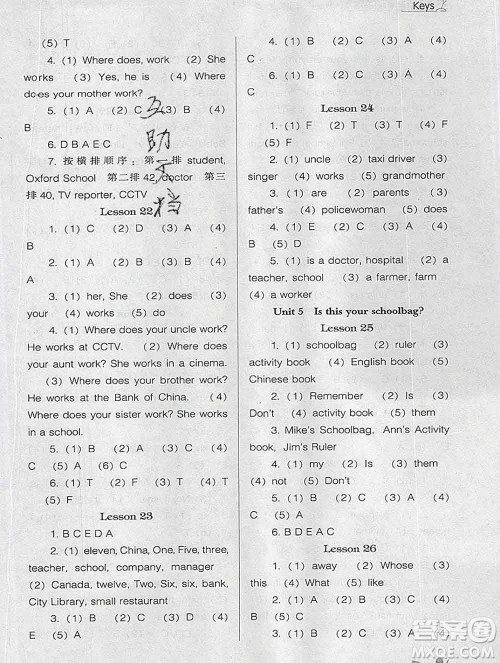 Keys
(5) T
4. (1) Where does, work (2) She
works (3) Yes, he is (4) Where
does your mother work?
5. (1) A (2) C (3) B (4)
B
6. D B A E C
7. 按横排顺序：第一排 student,
Oxford School 第二排 42, doctor 第三
排 40, TV reporter, CCTV
Lesson 22
1. (1) C (2) D (3) A (4)
B
3. (1) her, She (2) does
your (3) works (5) do
4. (1) Where does your uncle work?
He works at CCTV. (2) Where does
your aunt work? She works in a cinema.
(3) Where does your brother work?
He works at the Bank of China. (4)
Where does your sister work? She works
in a school.
5. (1) C (2) B (3) D (4)
C (5) A (6) C
6. (1) T (2) F (3) F (4)
T (5) F
Lesson 23
1. B C E D A
2. (1) eleven, China, One, Five, three,
teacher, school, company, manager
(2) Canada, twelve, Two, Six, six, bank,
City Library, small restaurant
3. (1) B (2) C (3) D (4) A
(5) E
互
助
文
档
C
5. (1) B (2) C (3) A (4)
C
Lesson 24
1. (1) F (2) T (3) F (4) T
(5) F
2. (1) uncle (2) taxi driver (3)
singer (4) works (5) grandmother
3. (1) are (2) parents (3)
father's (4) policewoman (5) does
4. (1) E (2) C (3) B (4)
A (5) D
5. (1) is a doctor, hospital (2) a
teacher, school (3) a farmer, farm
(4) a worker
Unit 5 Is this your schoolbag?
Lesson 25
1. (1) schoolbag (2) ruler (3)
activity book (4) English book (5)
Chinese book
2. (1) Remember (2) Is (3)
Don't (4) activity book (5) them
3. Mike's Schoolbag, Ann's Activity
book, Jim's Ruler
4. (1) my (2) Is (3) them
(4) not (5) Don't
5. (1) B (2) C (3) A (4)
C (5) A
6. B D E A C
Lesson 26
1. (1) away (2) Whose (3)
this (4) What (5) like
2. (1) C (2) B (3) C (4)
A (5) B
3. (1) D (2) C (3) A (4)
答案圈
MXQE.COM